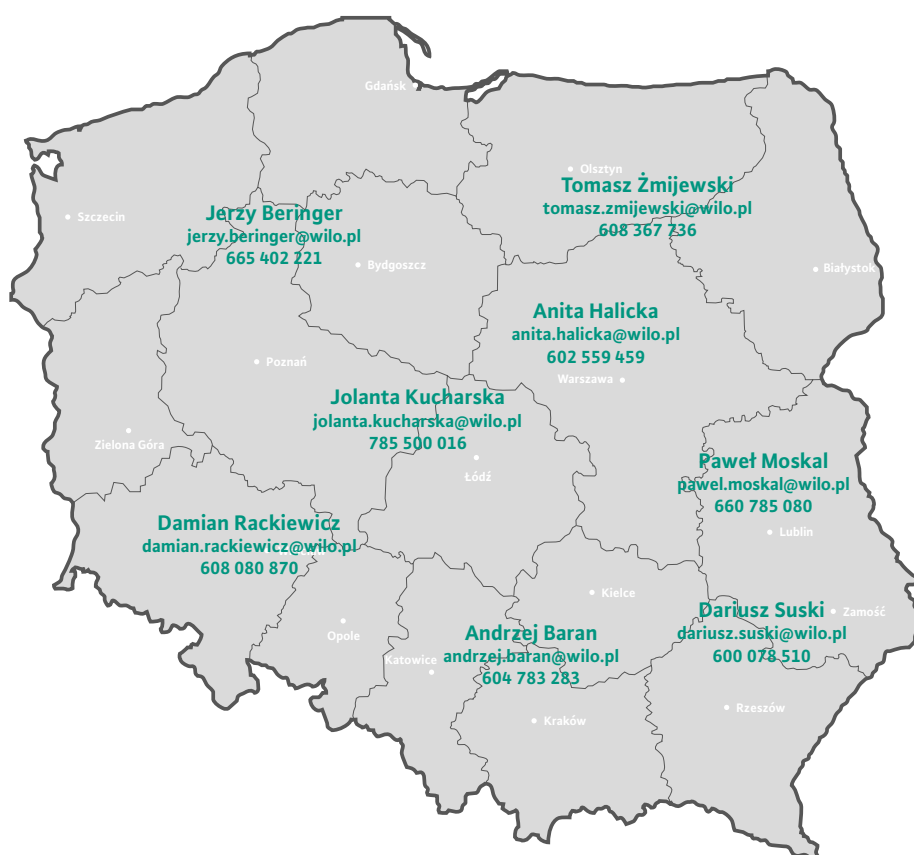 Gdańsk
Olsztyn
Tomasz Żmijewski
tomasz.zmijewski@wilo.pl
608 367 736
Szczecin
Jerzy Beringer
jerzy.beringer@wilo.pl
665 402 221
Bydgoszcz
Białystok
Anita Halicka
anita.halicka@wilo.pl
602 559 459
Warszawa
Poznań
Jolanta Kucharska
jolanta.kucharska@wilo.pl
785 500 016
Łódź
Zielona Góra
Paweł Moskal
pawel.moskal@wilo.pl
660 785 080
Lublin
Damian Rackiewicz
damian.rackiewicz@wilo.pl
608 080 870
Kielce
Dariusz Suski
dariusz.suski@wilo.pl
600 078 510
Zamość
Opole
Andrzej Baran
andrzej.baran@wilo.pl
604 783 283
Katowice
Kraków
Rzeszów